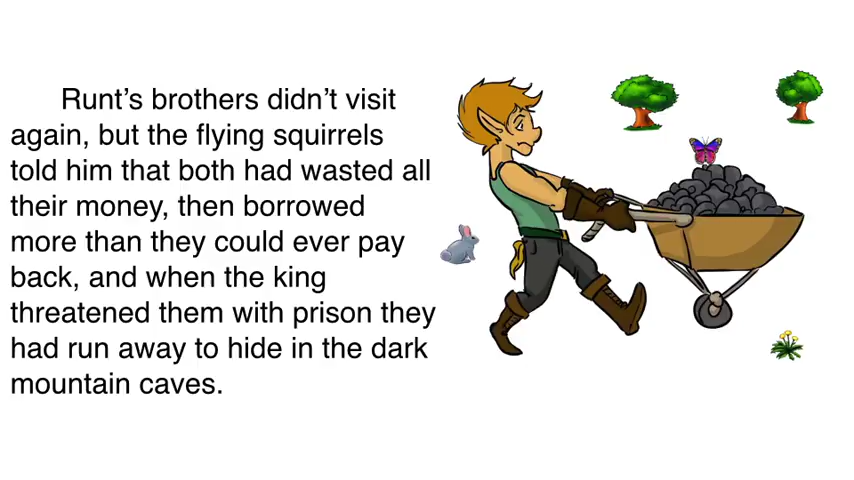 Runt’s brothers didn’t visit
again, but the flying squirrels
told him that both had wasted all
their money, then borrowed
more than they could ever pay
back, and when the king
threatened them with prison they
had run away to hide in the dark
mountain caves.